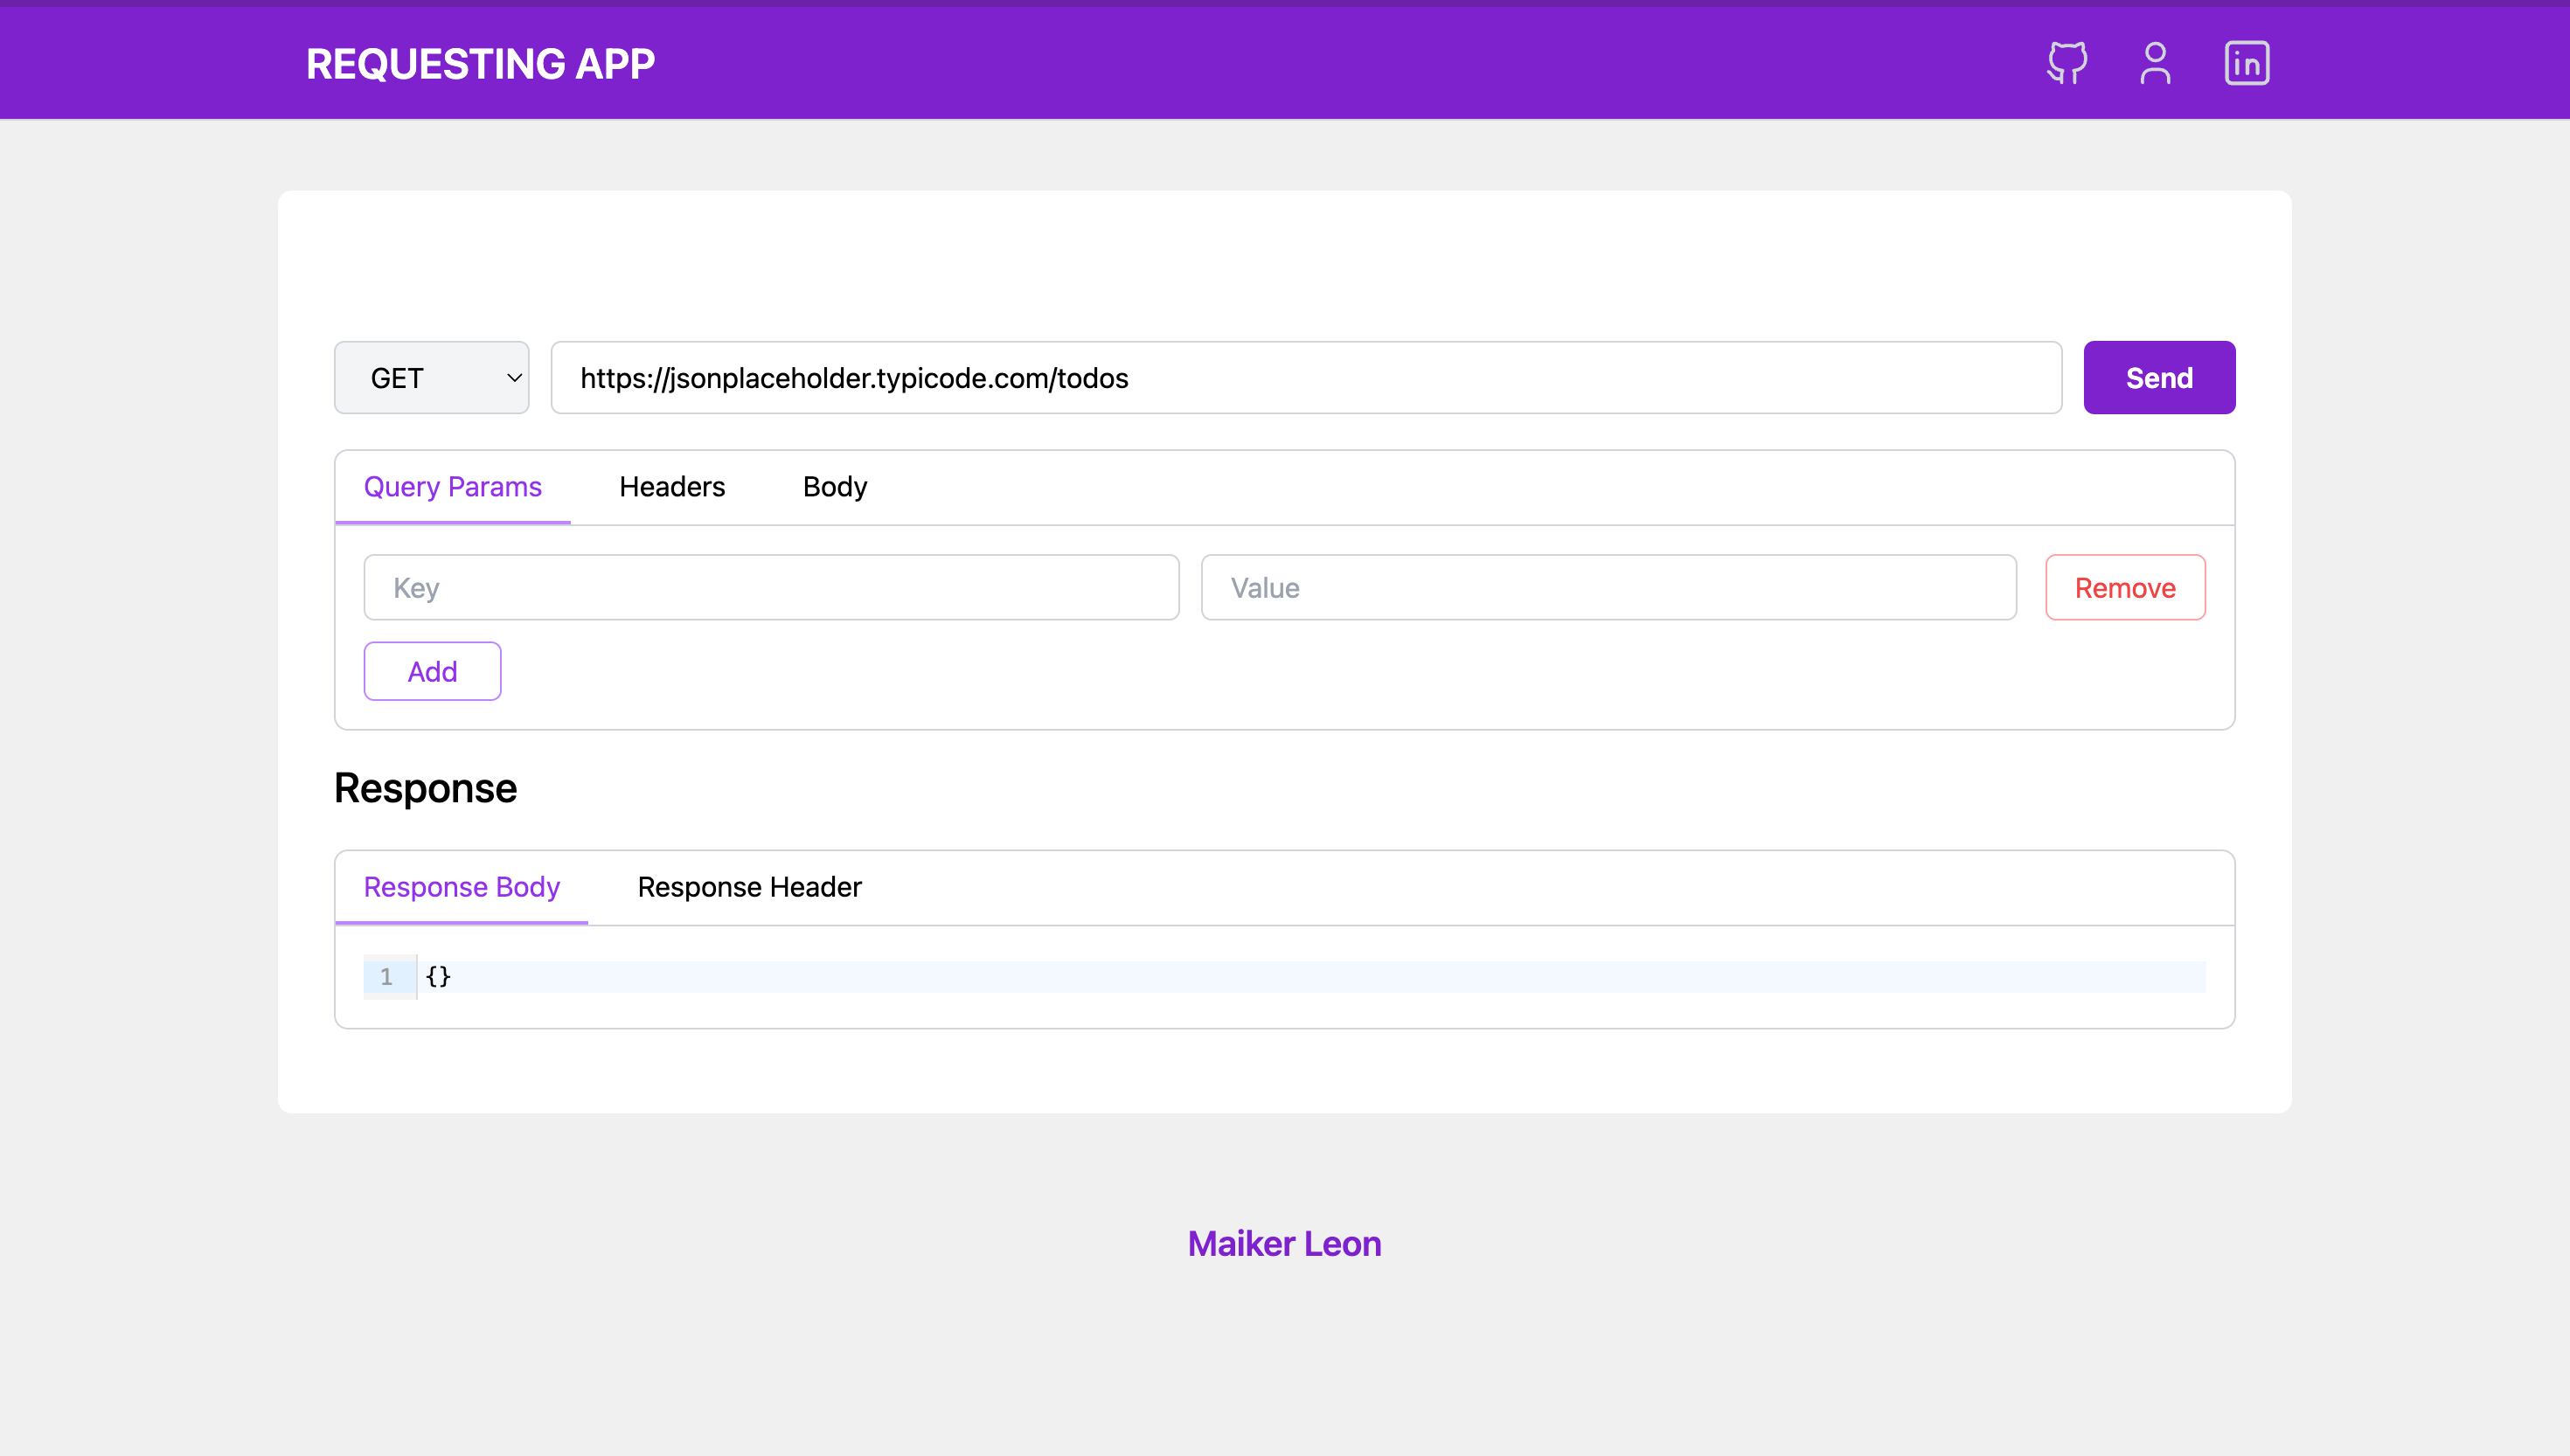 REQUESTING APP
in
GET
https://jsonplaceholder.typicode.com/todos
Send
Query Params Headers Body
Key Value Remove
Add
Response
Response Body Response Header
1 {}
Maiker Leon